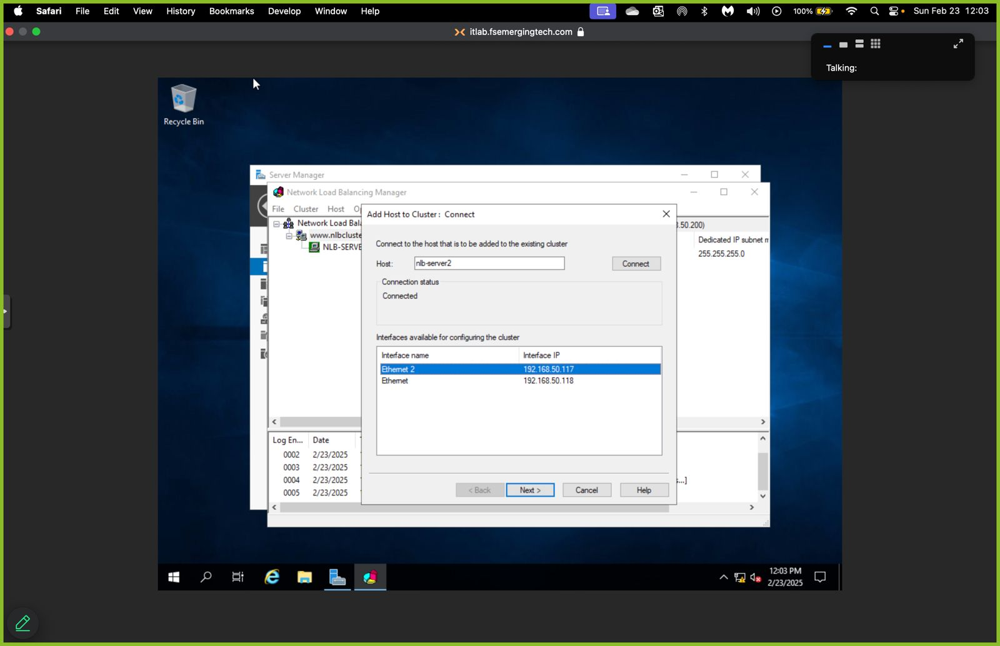 Safari File Edit View History Bookmarks Develop Window Help 100% Sun Feb 23 12:03
itlab.fsemergingtech.com
Talking:
Recycle Bin
Server Manager
Network Load Balancing Manager
File Cluster Host
Add Host to Cluster: Connect
Network Load Bala
.50.200)
www.nlbcluste
Dedicated IP subnet m
NLB-SERVE
255.255.255.0
Connect to the host that is to be added to the existing cluster
Host: nlb-server2 Connect
Connection status
Connected
Interfaces available for configuring the cluster
Interface name Interface IP
Ethernet 2 192.168.50.117
Ethernet 192.168.50.118
Log En... Date
0002 2/23/2025
0003 2/23/2025
0004 2/23/2025 s...]
0005 2/23/2025
< Back Next > Cancel Help
12:03 PM
2/23/2025